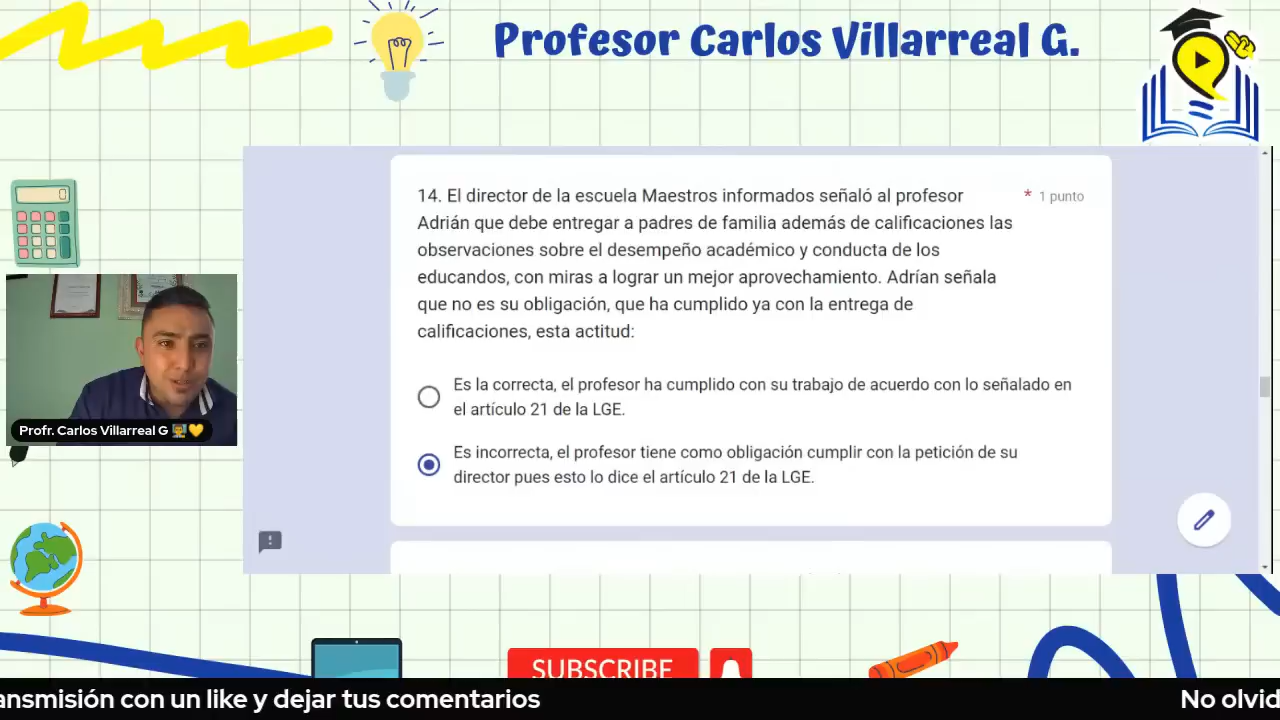 Profesor Carlos Villarreal G.
14. El director de la escuela Maestros informados señaló al profesor
* 1 punto
Adrián que debe entregar a padres de familia además de calificaciones las
observaciones sobre el desempeño académico y conducta de los
educandos, con miras a lograr un mejor aprovechamiento. Adrían señala
que no es su obligación, que ha cumplido ya con la entrega de
calificaciones, esta actitud:
Es la correcta, el profesor ha cumplido con su trabajo de acuerdo con lo señalado en
el artículo 21 de la LGE.
Es incorrecta, el profesor tiene como obligación cumplir con la petición de su
director pues esto lo dice el artículo 21 de la LGE.
Profr. Carlos Villarreal G
SUBSCRIBE
ansmisión con un like y dejar tus comentarios
No olvid